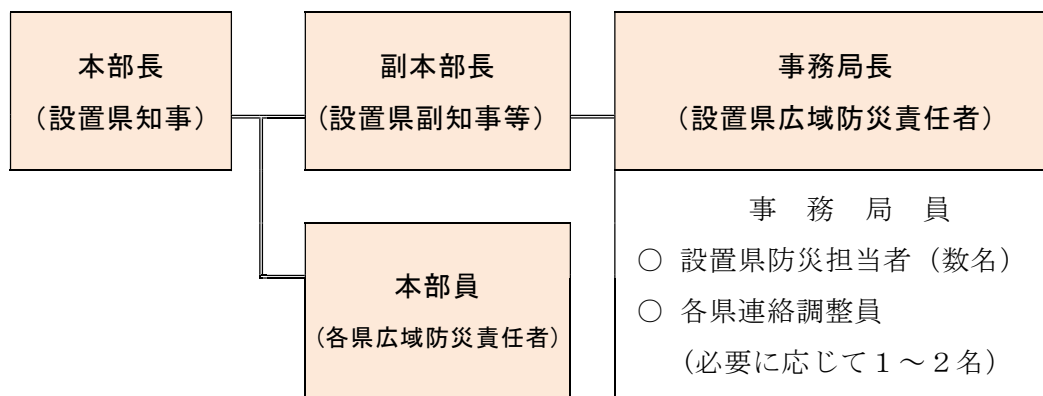 本部長
（設置県知事）
副本部長
（設置県副知事等）
本部員
（各県広域防災責任者）
事務局長
（設置県広域防災責任者）
事　務　局　員
○ 設置県防災担当者（数名）
○ 各県連絡調整員
（必要に応じて１～２名）